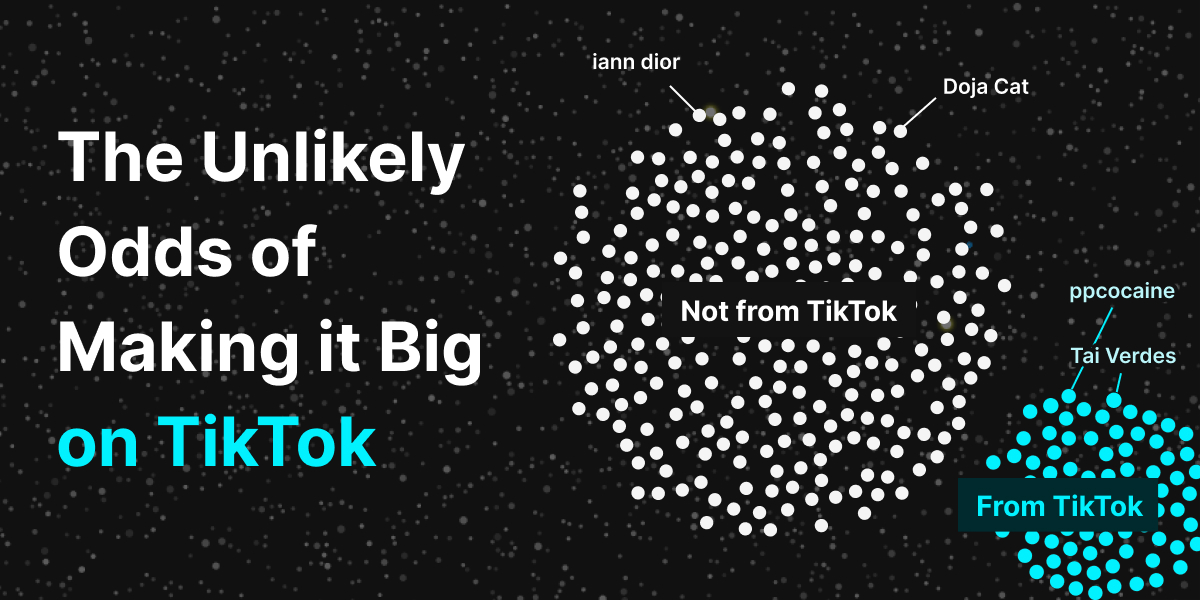 The Unlikely
Odds of
Making it Big
on TikTok
iann dior
Doja Cat
Not from TikTok
ppcocaine
Tai Verdes
From TikTok